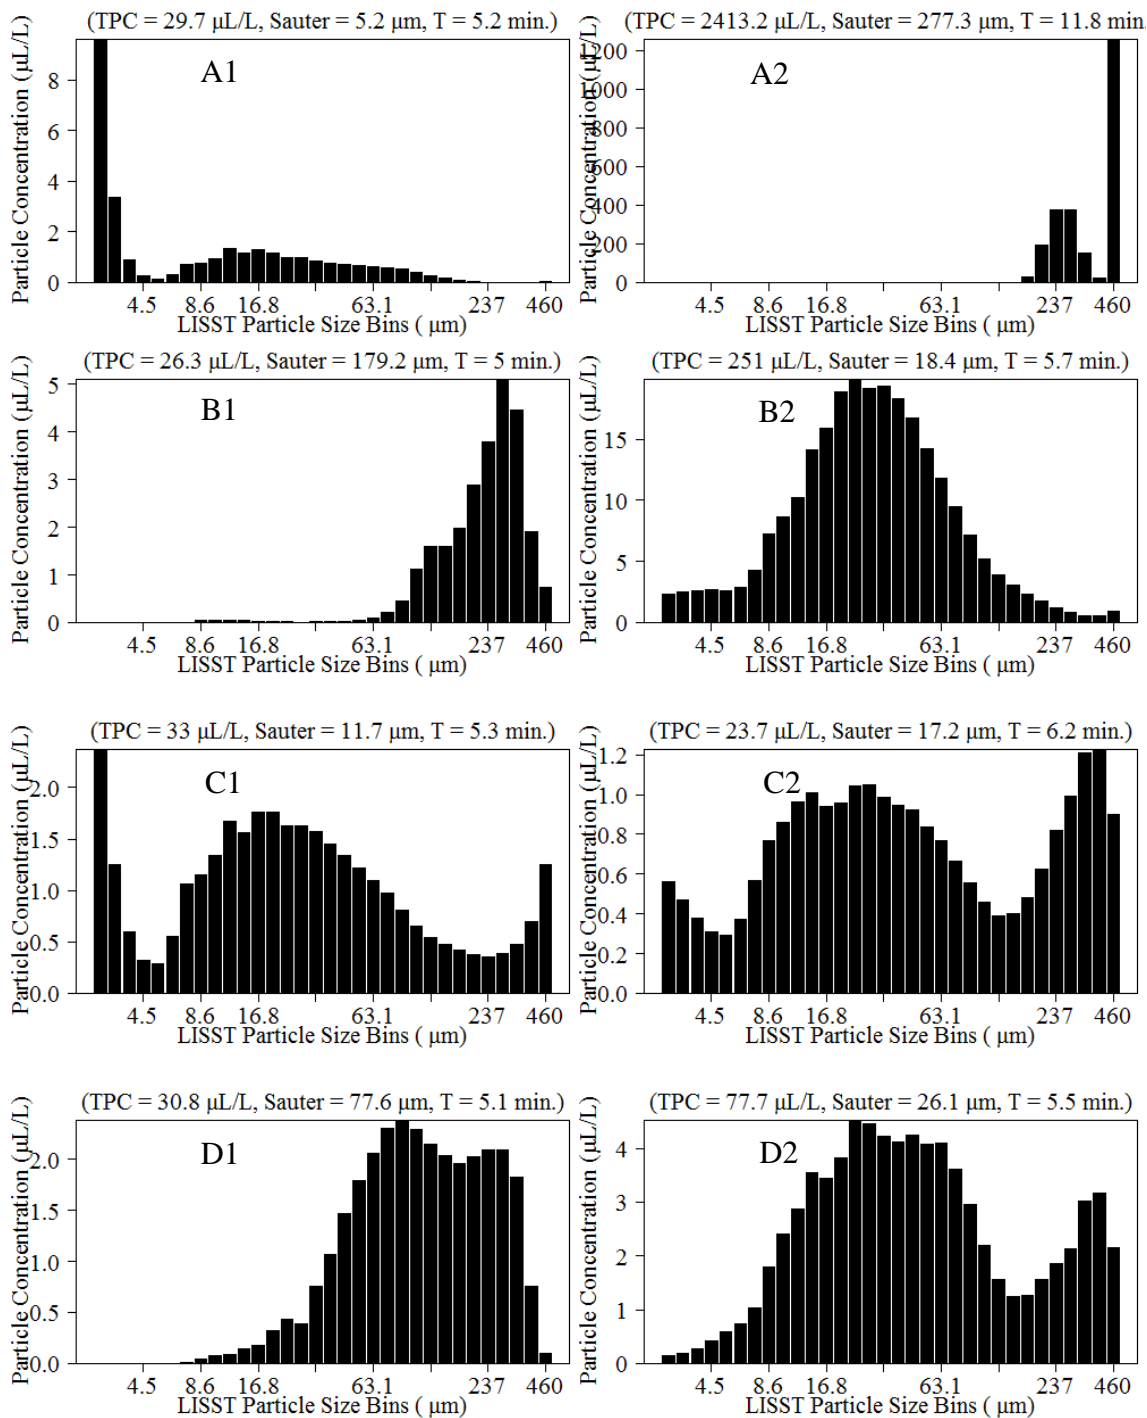 (TPC = 29.7 μL/L, Sauter = 5.2 μm, T = 5.2 min.)
A1
Particle Concentration (μL/L)
8
6
4
2
0
4.5 8.6 16.8 63.1 237 460
LISST Particle Size Bins ( μm)
(TPC = 2413.2 μL/L, Sauter = 277.3 μm, T = 11.8 min.
A2
Particle Concentration (μL/L)
1200
1000
800
600
400
200
0
4.5 8.6 16.8 63.1 237 460
LISST Particle Size Bins ( μm)
(TPC = 26.3 μL/L, Sauter = 179.2 μm, T = 5 min.)
B1
Particle Concentration (μL/L)
5
4
3
2
1
0
4.5 8.6 16.8 63.1 237 460
LISST Particle Size Bins ( μm)
(TPC = 251 μL/L, Sauter = 18.4 μm, T = 5.7 min.)
B2
Particle Concentration (μL/L)
15
10
5
0
4.5 8.6 16.8 63.1 237 460
LISST Particle Size Bins ( μm)
(TPC = 33 μL/L, Sauter = 11.7 μm, T = 5.3 min.)
C1
Particle Concentration (μL/L)
2.0
1.5
1.0
0.5
0.0
4.5 8.6 16.8 63.1 237 460
LISST Particle Size Bins ( μm)
(TPC = 23.7 μL/L, Sauter = 17.2 μm, T = 6.2 min.)
C2
Particle Concentration (μL/L)
1.2
1.0
0.8
0.6
0.4
0.2
0.0
4.5 8.6 16.8 63.1 237 460
LISST Particle Size Bins ( μm)
(TPC = 30.8 μL/L, Sauter = 77.6 μm, T = 5.1 min.)
D1
Particle Concentration (μL/L)
2.0
1.5
1.0
0.5
0.0
4.5 8.6 16.8 63.1 237 460
LISST Particle Size Bins ( μm)
(TPC = 77.7 μL/L, Sauter = 26.1 μm, T = 5.5 min.)
D2
Particle Concentration (μL/L)
4
3
2
1
0
4.5 8.6 16.8 63.1 237 460
LISST Particle Size Bins ( μm)